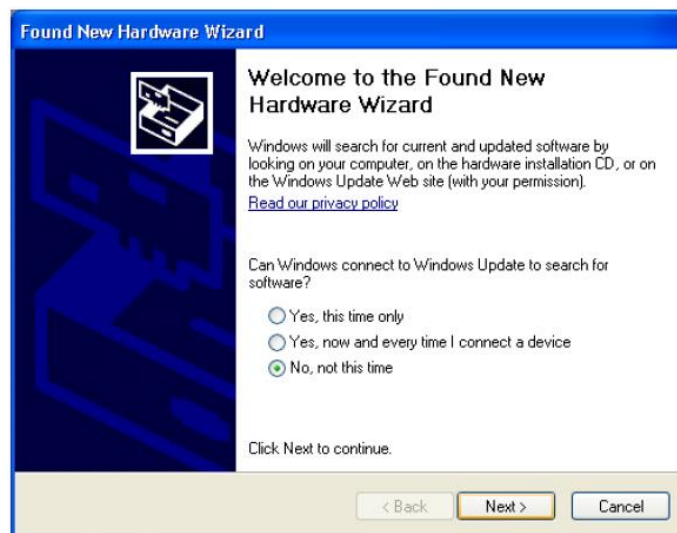 Found New Hardware Wizard
Welcome to the Found New
Hardware Wizard
Windows will search for current and updated software by
looking on your computer, on the hardware installation CD, or on
the Windows Update Web site (with your permission).
Read our privacy policy
Can Windows connect to Windows Update to search for
software?
Yes, this time only
Yes, now and every time I connect a device
No, not this time
Click Next to continue.
< Back Next > Cancel